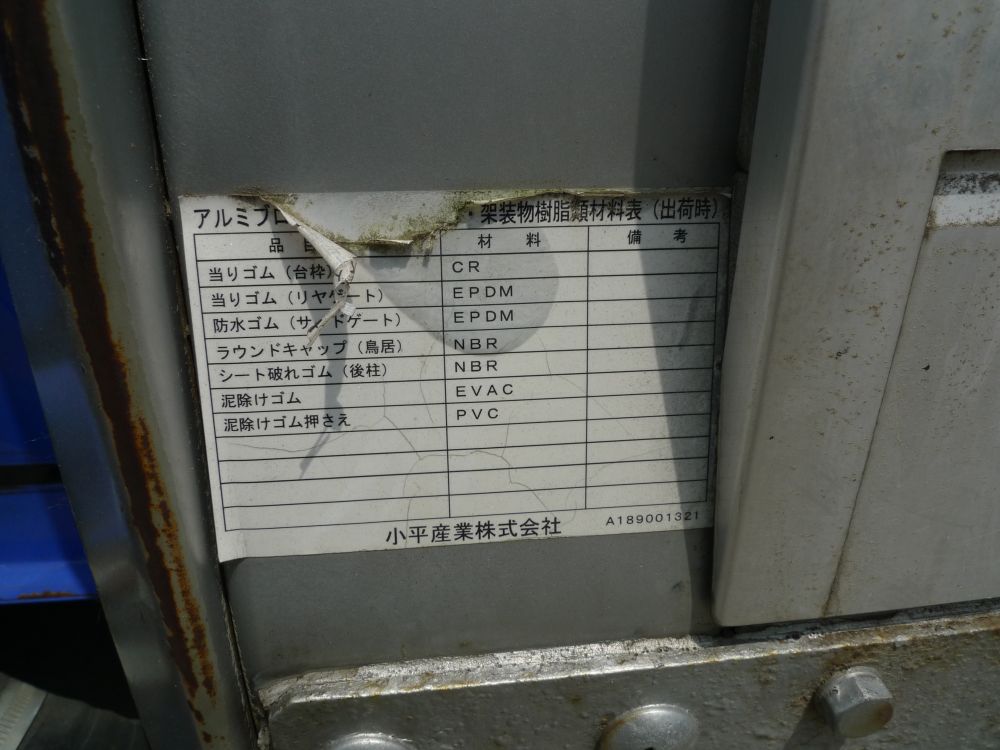 アルミブロ ・架装物樹脂類材料表（出荷時）
品目 材料 備考
当りゴム（台枠） CR
当りゴム（リヤゲート） EPDM
防水ゴム（サイドゲート） EPDM
ラウンドキャップ（鳥居） NBR
シート破れゴム（後柱） NBR
泥除けゴム EVAC
泥除けゴム押さえ PVC
小平産業株式会社 A189001321